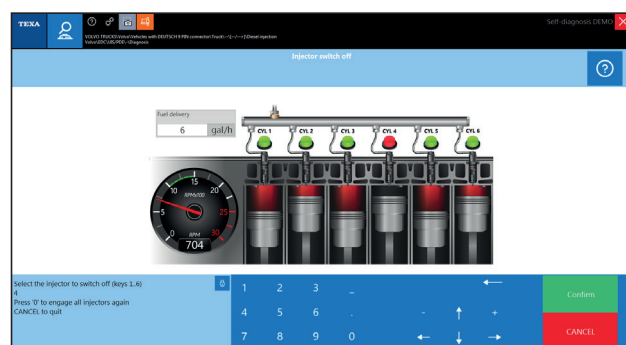 TEXA
Self-diagnosis DEMO
VOLVO TRUCKS\Volvo\Vehicles with DEUTSCH 9 PIN connector\Truck\--\[--/--->]\Diesel injection
Volvo\EDC\US/PDD\-\Diagnosis
Injector switch off
Fuel delivery
6 gal/h
CYL 1 CYL 2 CYL 3 CYL 4 CYL 5 CYL 6
15
10 20
RPMx100
5 25
0 RPM 30
704
Select the injector to switch off (keys 1..6)
4
Press '0' to engage all injectors again
CANCEL to quit
1 2 3 _
4 5 6 . - +
7 8 9 0
Confirm
CANCEL